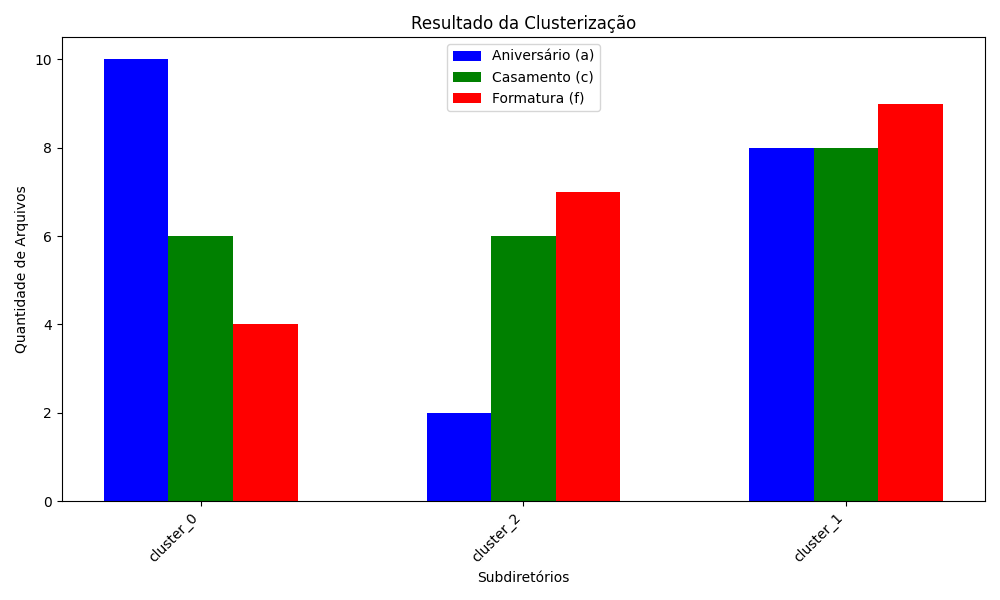 Resultado da Clusterização
Aniversário (a)
Casamento (c)
Formatura (f)
Quantidade de Arquivos
10
8
6
4
2
0
cluster_0
cluster_2
cluster_1
Subdiretórios